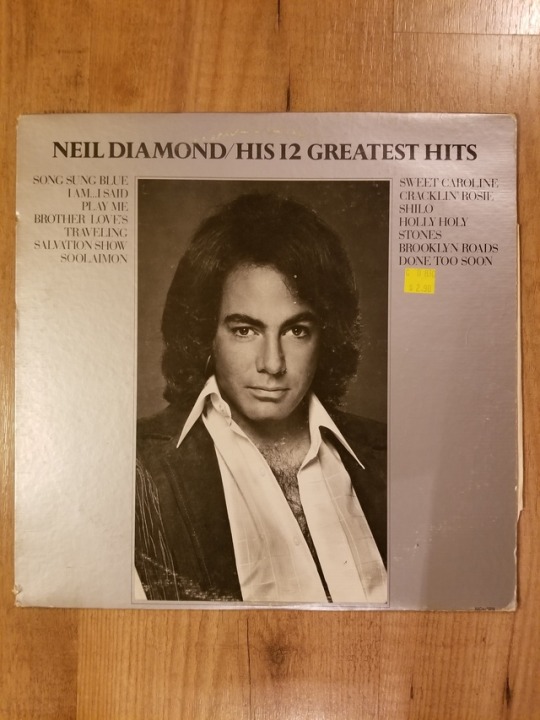 NEIL DIAMOND/HIS 12 GREATEST HITS
SONG SUNG BLUE
I AM...I SAID
PLAY ME
BROTHER LOVE'S
TRAVELING
SALVATION SHOW
SOOLAIMON
SWEET CAROLINE
CRACKLIN' ROSIE
SHILO
HOLLY HOLY
STONES
BROOKLYN ROADS
DONE TOO SOON